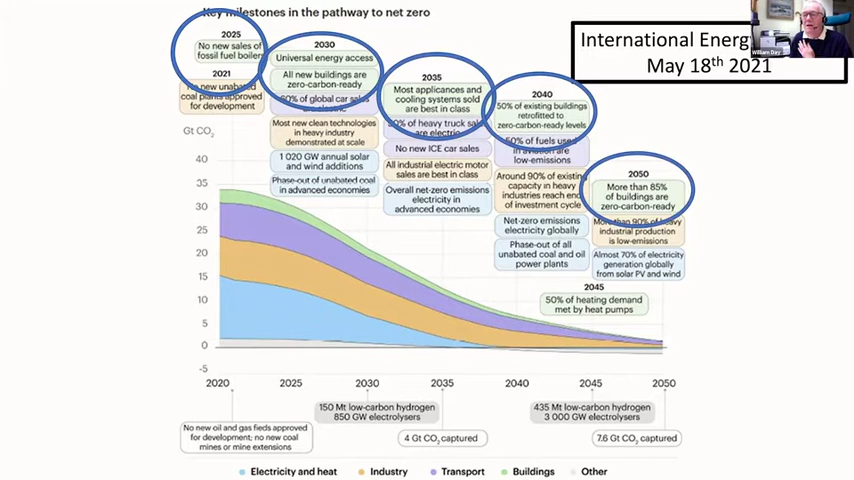 Key milestones in the pathway to net zero
International Energy
May 18th 2021
William Day
2025
No new sales of
fossil fuel boilers
2021
No new unabated
coal plants approved
for development
2030
Universal energy access
All new buildings are
zero-carbon-ready
60% of global car sales
are electric
Most new clean technologies
in heavy industry
demonstrated at scale
1 020 GW annual solar
and wind additions
Phase-out of unabated coal
in advanced economies
2035
Most applicances and
cooling systems sold
are best in class
50% of heavy truck sales
are electric
No new ICE car sales
All industrial electric motor
sales are best in class
Overall net-zero emissions
electricity in
advanced economies
2040
50% of existing buildings
retrofitted to
zero-carbon-ready levels
50% of fuels used
in aviation are
low-emissions
Around 90% of existing
capacity in heavy
industries reach end
of investment cycle
Net-zero emissions
electricity globally
Phase-out of all
unabated coal and oil
power plants
2050
More than 85%
of buildings are
zero-carbon-ready
More than 90% of heavy
industrial production
is low-emissions
Almost 70% of electricity
generation globally
from solar PV and wind
2045
50% of heating demand
met by heat pumps
Gt CO2
40
35
30
25
20
15
10
5
0
-5
2020 2025 2030 2035 2040 2045 2050
150 Mt low-carbon hydrogen
850 GW electrolysers
435 Mt low-carbon hydrogen
3 000 GW electrolysers
No new oil and gas fieds approved
for development; no new coal
mines or mine extensions
4 Gt CO2 captured
7.6 Gt CO2 captured
Electricity and heat Industry Transport Buildings Other